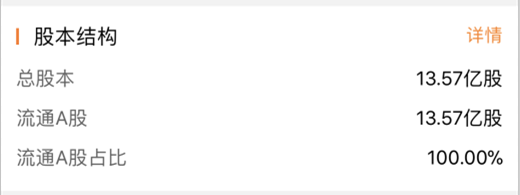 股本结构 详情
总股本 13.57亿股
流通A股 13.57亿股
流通A股占比 100.00%